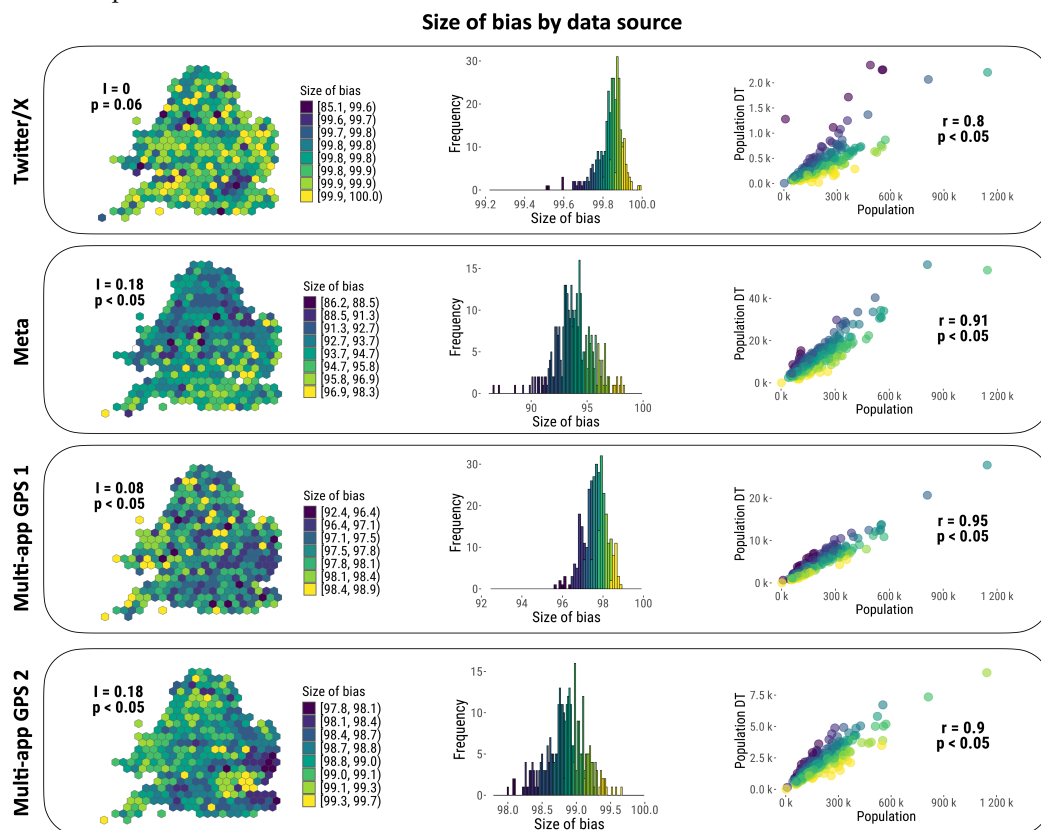 Size of bias by data source
Twitter/X
I = 0
p = 0.06
Size of bias
[85.1, 99.6)
[99.6, 99.7)
[99.7, 99.8)
[99.8, 99.8)
[99.8, 99.8)
[99.8, 99.9)
[99.9, 99.9)
[99.9, 100.0)
Frequency
30
20
10
0
99.2 99.4 99.6 99.8 100.0
Size of bias
Population DT
2.0 k
1.5 k
1.0 k
0.5 k
0.0 k
0 k 300 k 600 k 1 200 k
Population
r = 0.8
p < 0.05
Meta
I = 0.18
p < 0.05
Size of bias
[86.2, 88.5)
[88.5, 91.3)
[91.3, 92.7)
[92.7, 93.7)
[93.7, 94.7)
[94.7, 95.8)
[95.8, 96.9)
[96.9, 98.3)
Frequency
15
10
5
0
90 95 100
Size of bias
Population DT
40 k
20 k
0 k
0 k 300 k 600 k 1 200 k
Population
r = 0.91
p < 0.05
Multi-app GPS 1
I = 0.08
p < 0.05
Size of bias
[92.4, 96.4)
[96.4, 97.1)
[97.1, 97.5)
[97.5, 97.8)
[97.8, 98.1)
[98.1, 98.4)
[98.4, 98.9)
Frequency
30
20
10
0
92 94 96 98 100
Size of bias
Population DT
20 k
10 k
0 k
0 k 300 k 600 k 1 200 k
Population
r = 0.95
p < 0.05
Multi-app GPS 2
I = 0.18
p < 0.05
Size of bias
[97.8, 98.1)
[98.1, 98.4)
[98.4, 98.7)
[98.7, 98.8)
[98.8, 99.0)
[99.0, 99.1)
[99.1, 99.3)
[99.3, 99.7)
Frequency
15
10
5
0
98.0 98.5 99.0 99.5 100.0
Size of bias
Population DT
7.5 k
5.0 k
2.5 k
0.0 k
0 k 300 k 600 k 1 200 k
Population
r = 0.9
p < 0.05